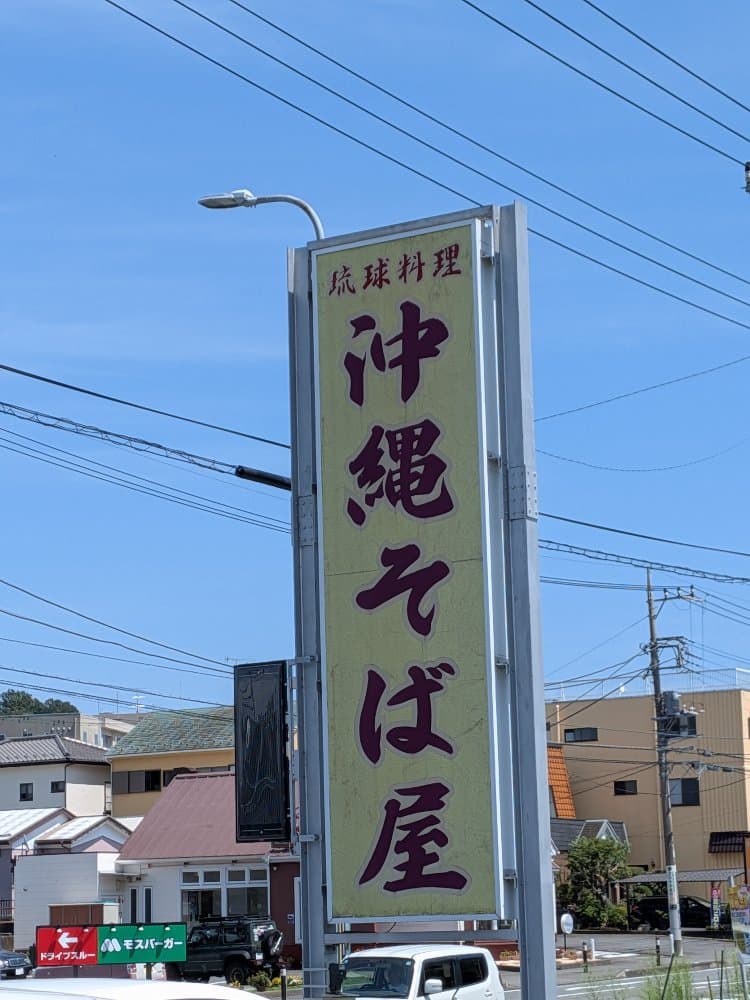 琉球料理
沖縄そば屋
ドライブスルー
モスバーガー